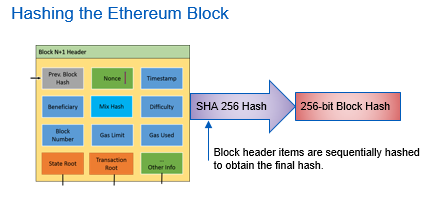 Hashing the Ethereum Block
Block N+1 Header
Prev. Block
Hash
Nonce
Timestamp
Beneficiary
Mix Hash
Difficulty
Block
Number
Gas Limit
Gas Used
State Root
Transaction
Root
...
Other Info
SHA 256 Hash
256-bit Block Hash
Block header items are sequentially hashed
to obtain the final hash.